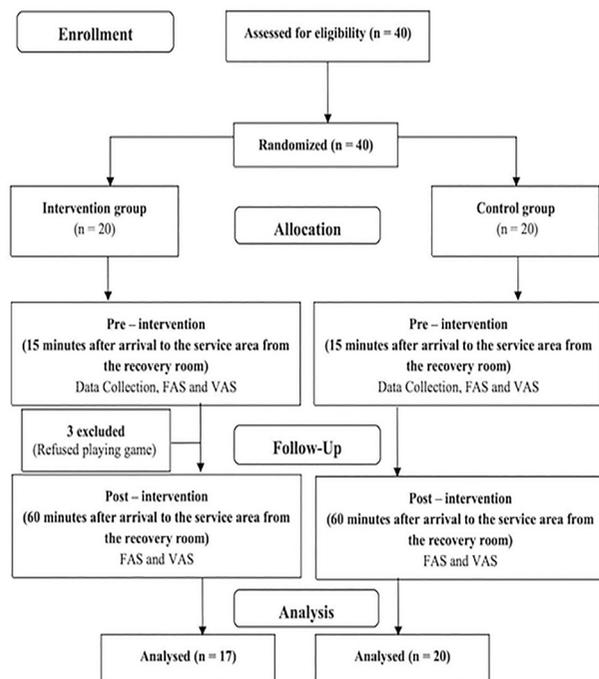 Enrollment
Assessed for eligibility (n = 40)
Randomized (n = 40)
Intervention group
(n = 20)
Allocation
Control group
(n = 20)
Pre – intervention
(15 minutes after arrival to the service area from
the recovery room)
Data Collection, FAS and VAS
Pre – intervention
(15 minutes after arrival to the service area from
the recovery room)
Data Collection, FAS and VAS
3 excluded
(Refused playing game)
Follow-Up
Post – intervention
(60 minutes after arrival to the service area from
the recovery room)
FAS and VAS
Post – intervention
(60 minutes after arrival to the service area from
the recovery room)
FAS and VAS
Analysis
Analysed (n = 17)
Analysed (n = 20)